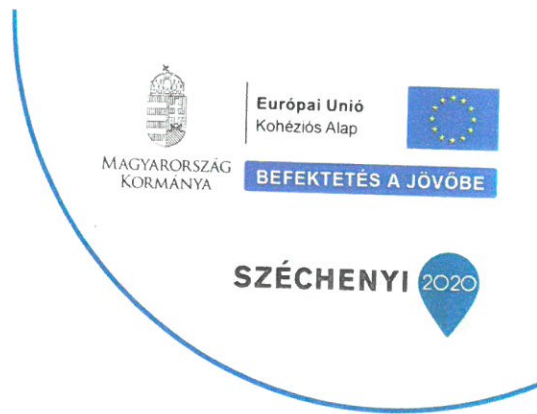 Európai Unió
Kohéziós Alap
MAGYARORSZÁG
KORMÁNYA
BEFEKTETÉS A JÖVŐBE
SZÉCHENYI 2020